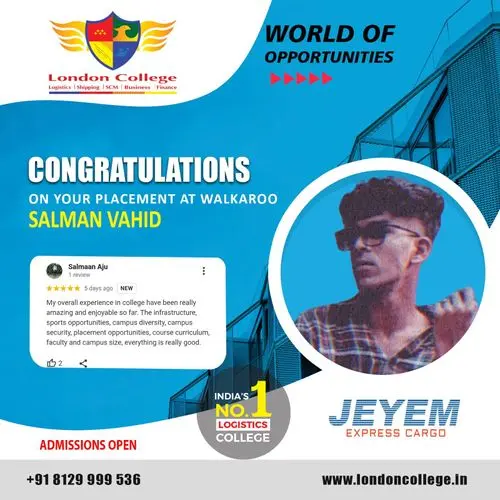 London College
Logistics | Shipping | SCM | Business | Finance
WORLD OF
OPPORTUNITIES
CONGRATULATIONS
ON YOUR PLACEMENT AT WALKAROO
SALMAN VAHID
Salmaan Aju
1 review
5 days ago NEW
My overall experience in college have been really
amazing and enjoyable so far. The infrastructure,
sports opportunities, campus diversity, campus
security, placement opportunities, course curriculum,
faculty and campus size, everything is really good.
2
INDIA'S
NO.1
LOGISTICS
COLLEGE
JEYEM
EXPRESS CARGO
ADMISSIONS OPEN
+91 8129 999 536
www.londoncollege.in